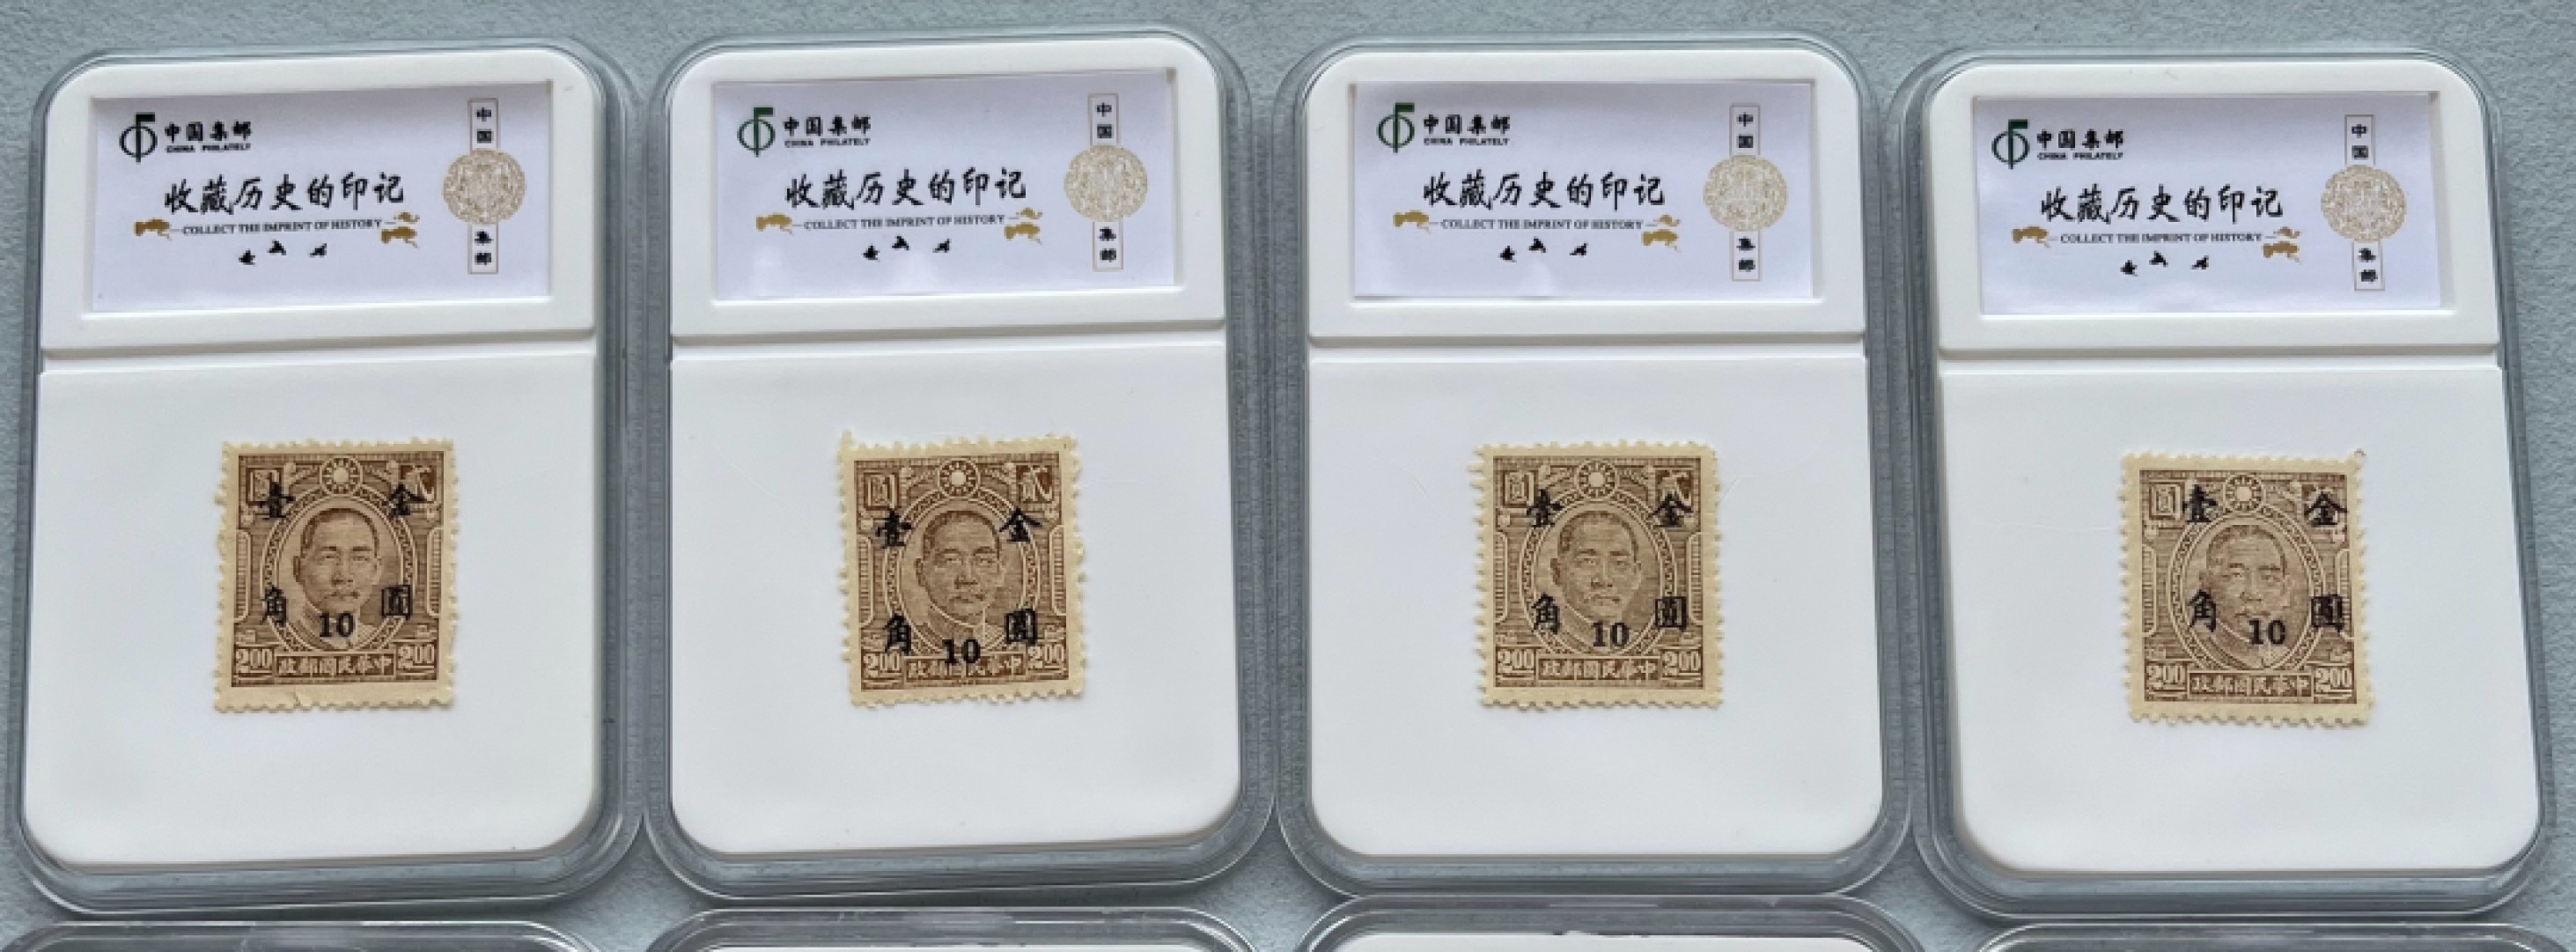 中国集邮
CHINA PHILATELY
收藏历史的印记
COLLECT THE IMPRINT OF HISTORY
中国
集邮
圓 貳
壹 金
角 10 圓
200 政郵國民華中 200
中国集邮
CHINA PHILATELY
收藏历史的印记
COLLECT THE IMPRINT OF HISTORY
中国
集邮
圓 貳
壹 金
角 10 圓
200 政郵國民華中 200
中国集邮
CHINA PHILATELY
收藏历史的印记
COLLECT THE IMPRINT OF HISTORY
中国
集邮
圓 貳
壹 金
角 10 圓
200 政郵國民華中 200
中国集邮
CHINA PHILATELY
收藏历史的印记
COLLECT THE IMPRINT OF HISTORY
中国
集邮
圓 貳
壹 金
角 10 圓
200 政郵國民華中 200